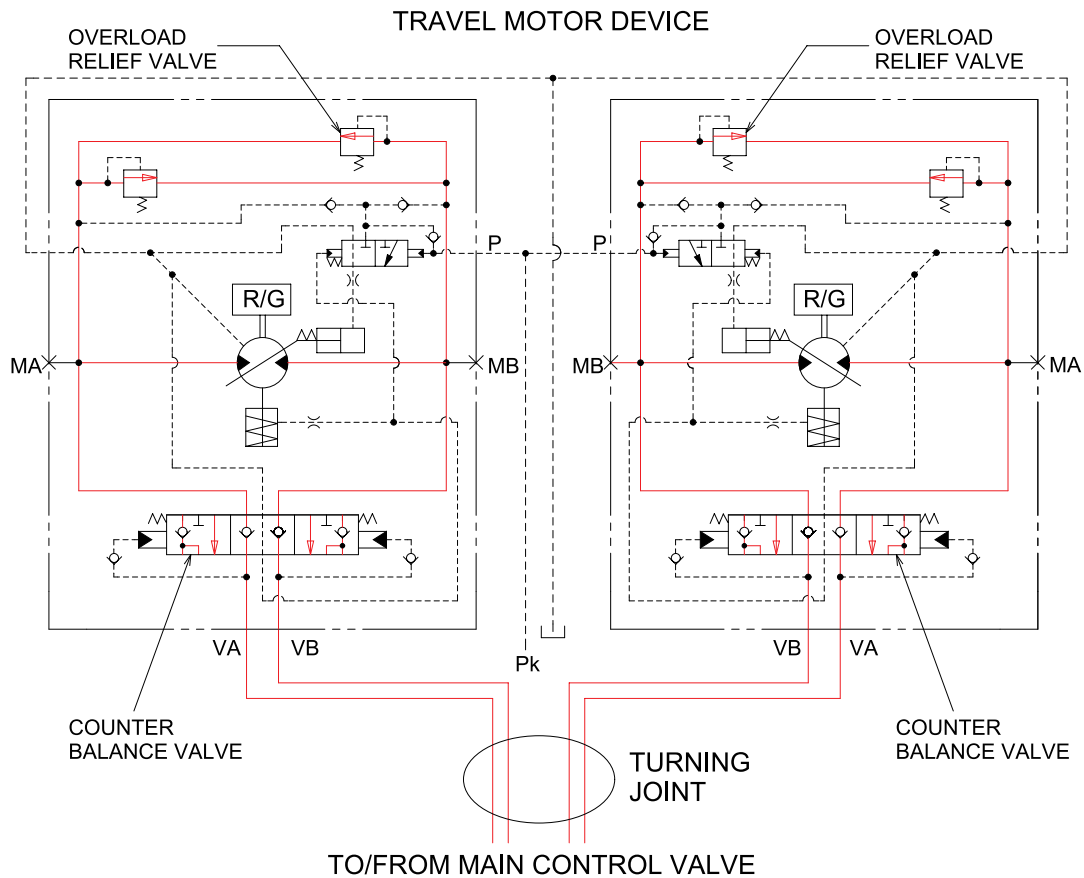 TRAVEL MOTOR DEVICE
OVERLOAD
RELIEF VALVE
OVERLOAD
RELIEF VALVE
P
P
R/G
R/G
MA
MB
MB
MA
VA
VB
VB
VA
Pk
COUNTER
BALANCE VALVE
COUNTER
BALANCE VALVE
TURNING
JOINT
TO/FROM MAIN CONTROL VALVE